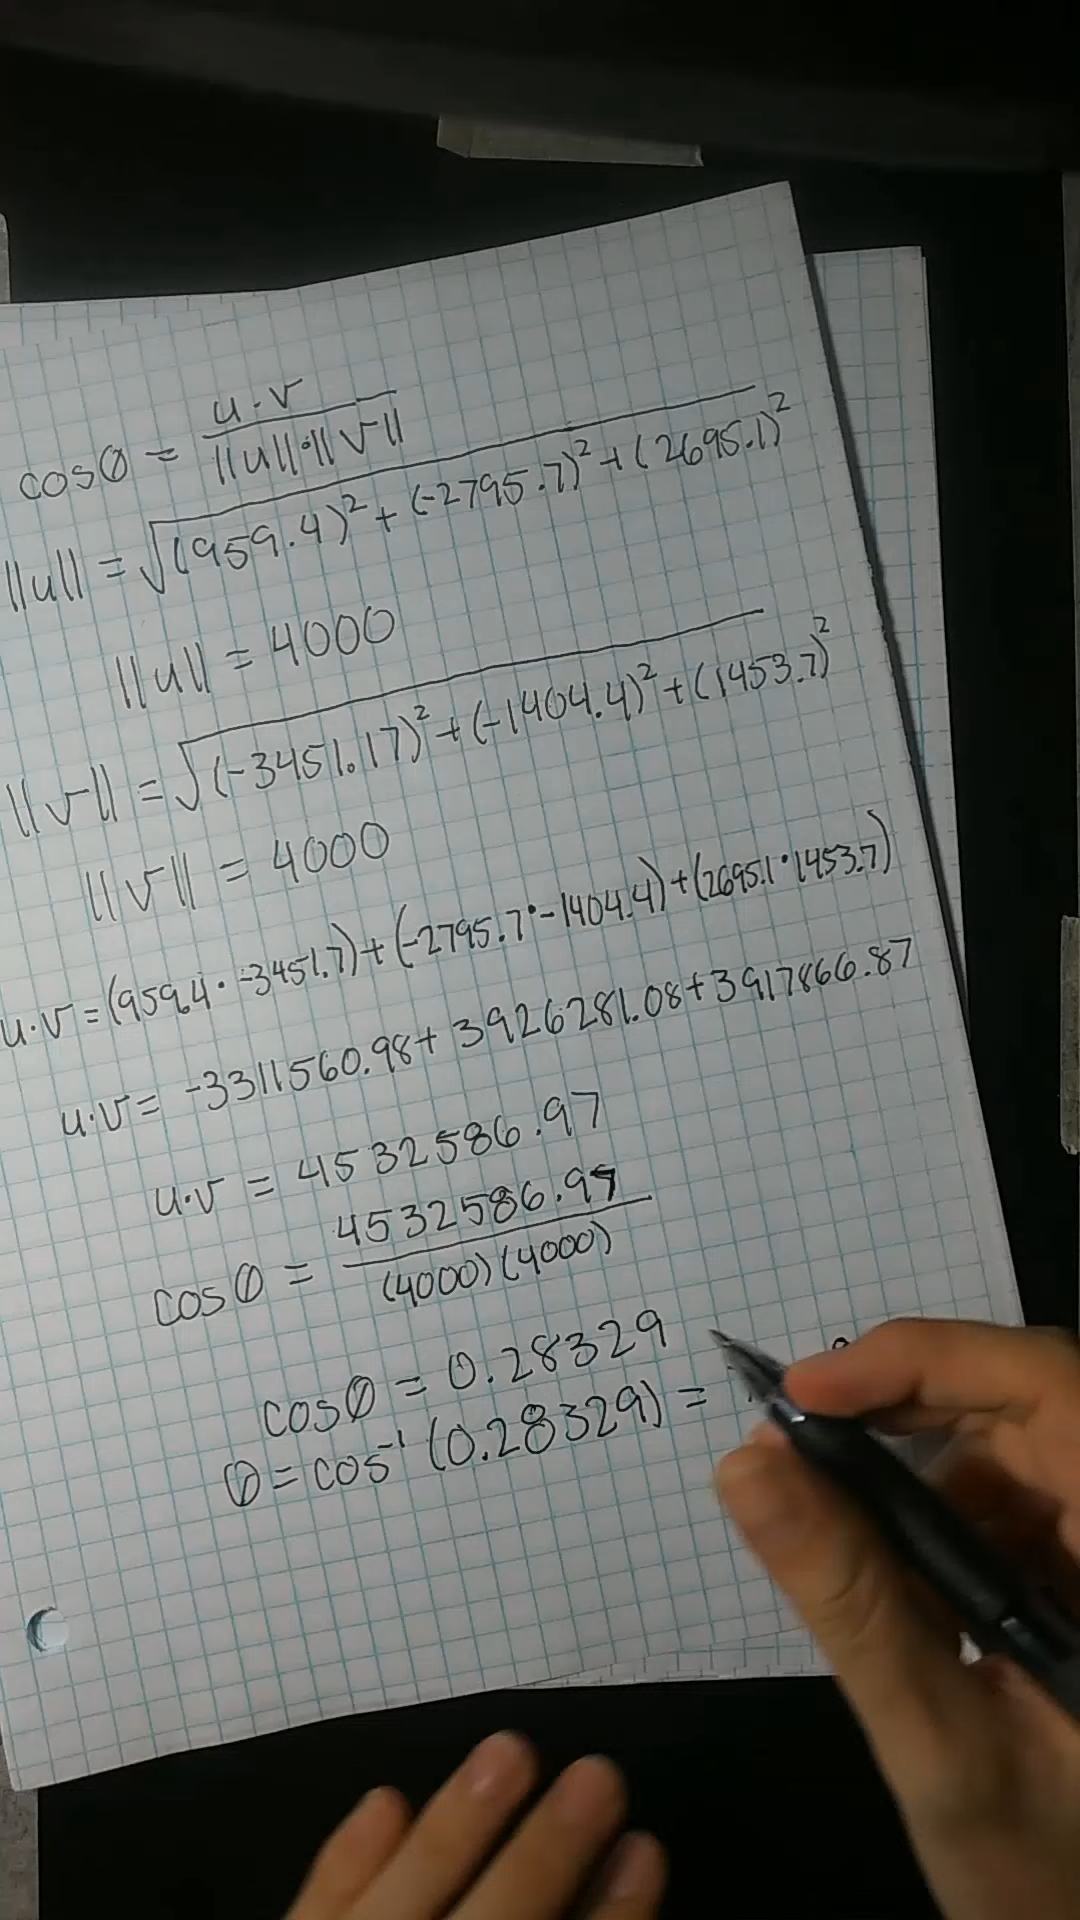 cosθ = u·v / ||u||·||v||
||u|| = √(959.4)² + (-2795.7)² + (2695.1)²
||u|| = 4000
||v|| = √(-3451.17)² + (-1404.4)² + (1453.7)²
||v|| = 4000
u·v = (959.4 · -3451.7) + (-2795.7 · -1404.4) + (2695.1 · 1453.7)
u·v = -3311560.98 + 3926281.08 + 3917866.87
u·v = 4532586.97
cosθ = 4532586.97 / (4000)(4000)
cosθ = 0.28329
θ = cos⁻¹(0.28329) =